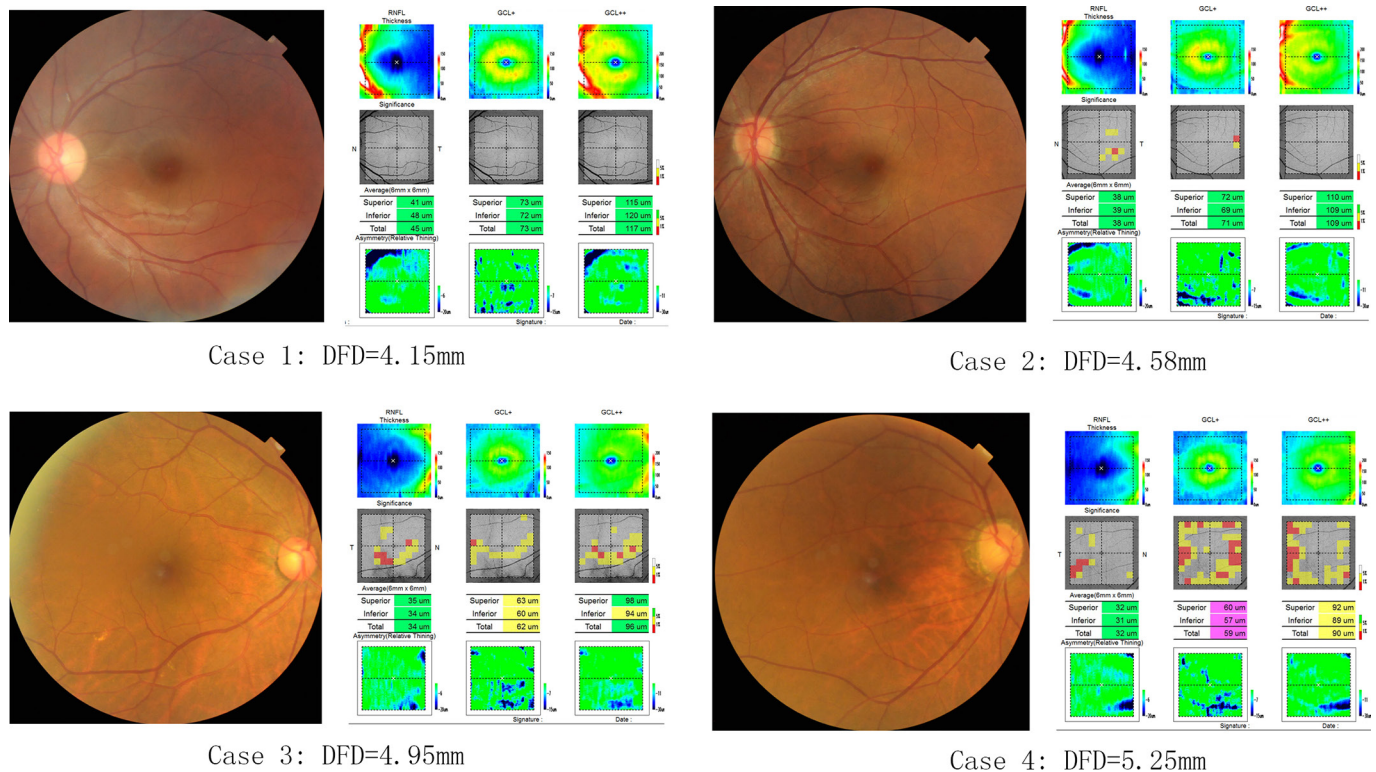 RNFL
Thickness
GCL+
GCL++
Significance
N
T
Average(6mm x 6mm)
Superior 41 um Superior 73 um Superior 115 um
Inferior 48 um Inferior 72 um Inferior 120 um
Total 45 um Total 73 um Total 117 um
Asymmetry(Relative Thining)
Signature :
Date :
Case 1: DFD=4.15mm
RNFL
Thickness
GCL+
GCL++
Significance
N
T
Average(6mm x 6mm)
Superior 38 um Superior 72 um Superior 110 um
Inferior 39 um Inferior 69 um Inferior 109 um
Total 38 um Total 71 um Total 109 um
Asymmetry(Relative Thining)
Signature :
Date :
Case 2: DFD=4.58mm
RNFL
Thickness
GCL+
GCL++
Significance
T
N
Average(6mm x 6mm)
Superior 35 um Superior 63 um Superior 98 um
Inferior 34 um Inferior 60 um Inferior 94 um
Total 34 um Total 62 um Total 96 um
Asymmetry(Relative Thining)
Signature :
Date :
Case 3: DFD=4.95mm
RNFL
Thickness
GCL+
GCL++
Significance
T
N
Average(6mm x 6mm)
Superior 32 um Superior 60 um Superior 92 um
Inferior 31 um Inferior 57 um Inferior 89 um
Total 32 um Total 59 um Total 90 um
Asymmetry(Relative Thining)
Signature :
Date :
Case 4: DFD=5.25mm